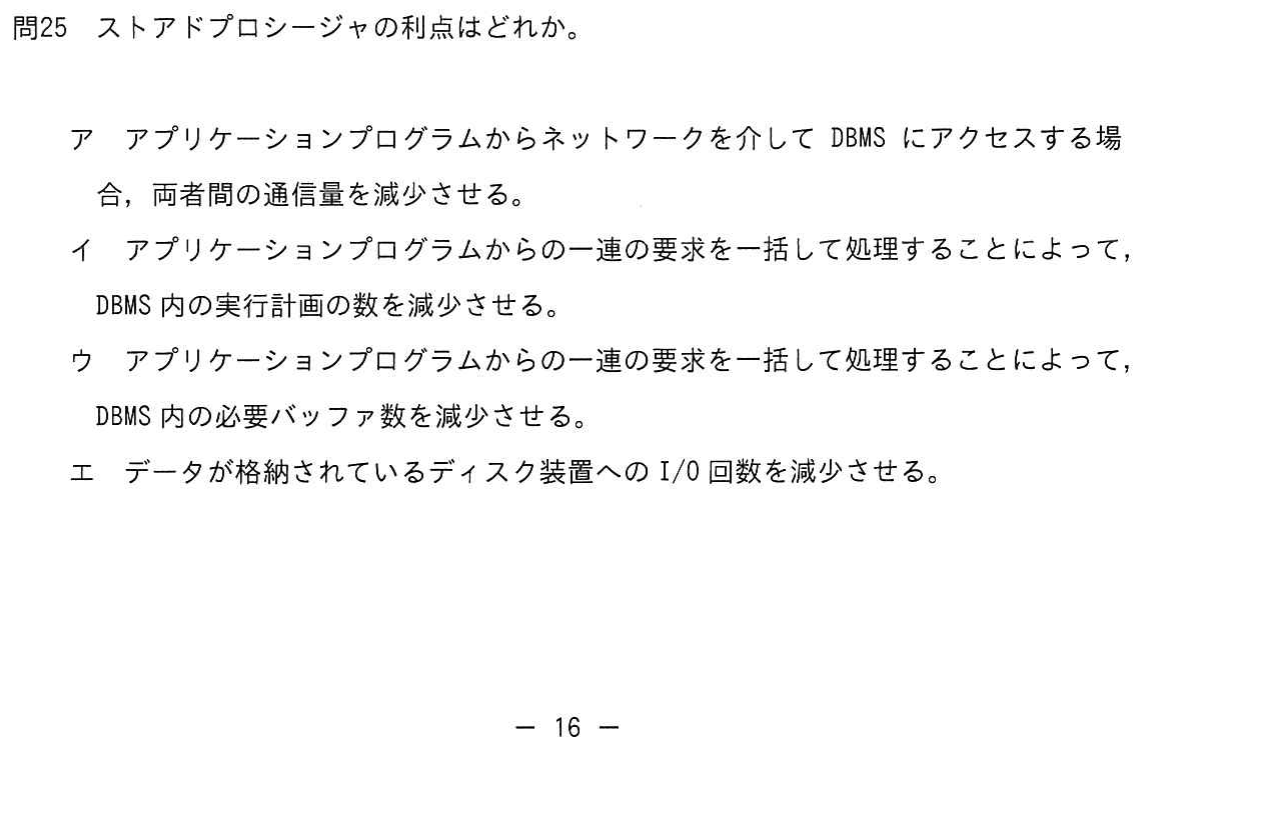 問25　ストアドプロシージャの利点はどれか。
ア　アプリケーションプログラムからネットワークを介して DBMS にアクセスする場
合，両者間の通信量を減少させる。
イ　アプリケーションプログラムからの一連の要求を一括して処理することによって，
DBMS 内の実行計画の数を減少させる。
ウ　アプリケーションプログラムからの一連の要求を一括して処理することによって，
DBMS 内の必要バッファ数を減少させる。
エ　データが格納されているディスク装置への I/O 回数を減少させる。
― 16 ―